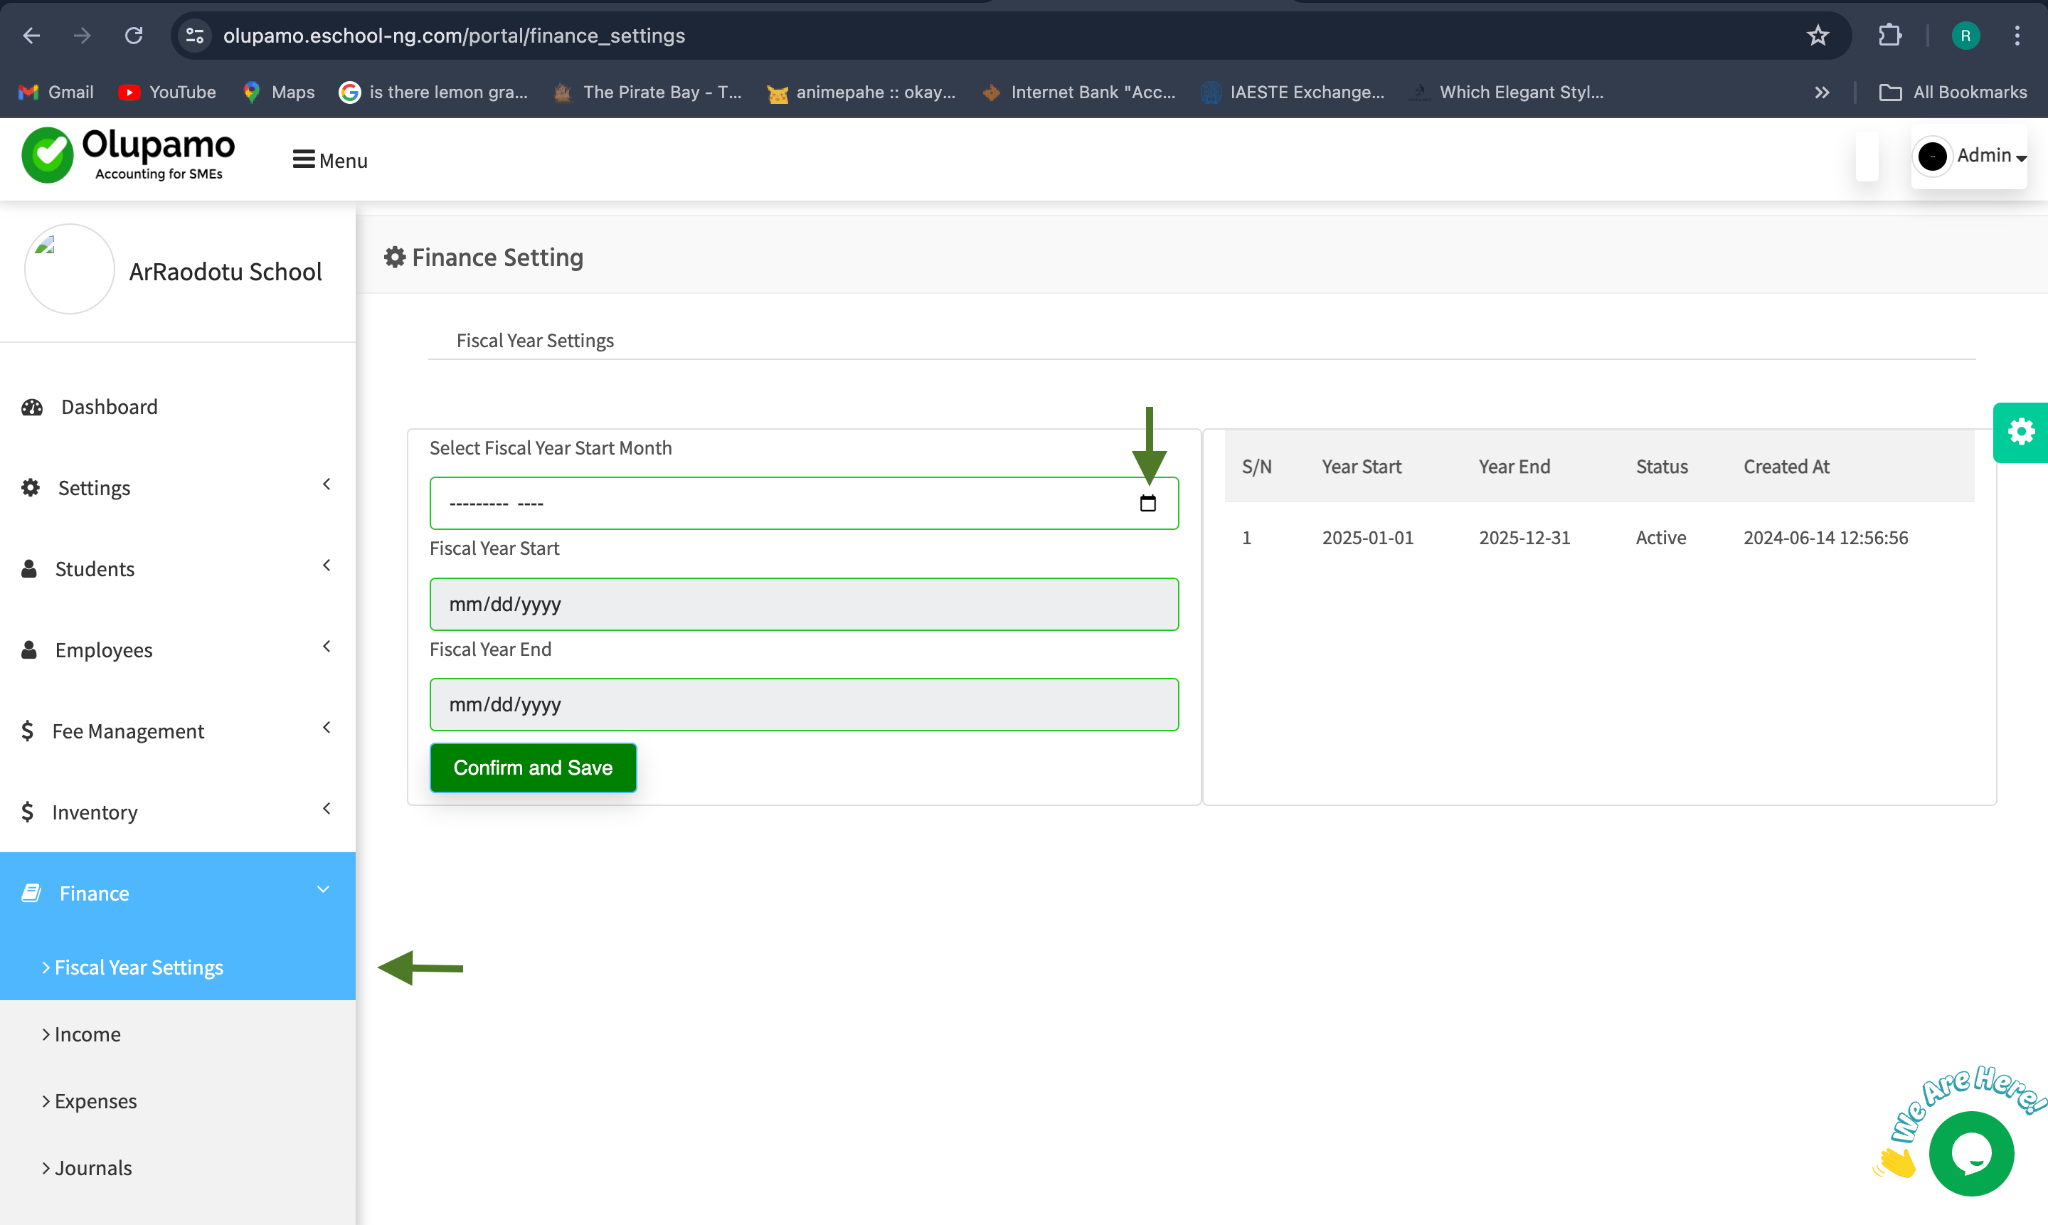 olupamo.eschool-ng.com/portal/finance_settings
R
Gmail
YouTube
Maps
is there lemon gra...
The Pirate Bay - T...
animepahe :: okay...
Internet Bank "Acc...
IAESTE Exchange...
Which Elegant Styl...
All Bookmarks
Olupamo
Accounting for SMEs
Menu
Admin
ArRaodotu School
Finance Setting
Fiscal Year Settings
Dashboard
Settings
Students
Employees
Fee Management
Inventory
Finance
Fiscal Year Settings
Income
Expenses
Journals
Select Fiscal Year Start Month
--------- ----
Fiscal Year Start
mm/dd/yyyy
Fiscal Year End
mm/dd/yyyy
Confirm and Save
S/N Year Start Year End Status Created At
1 2025-01-01 2025-12-31 Active 2024-06-14 12:56:56
We Are Here!